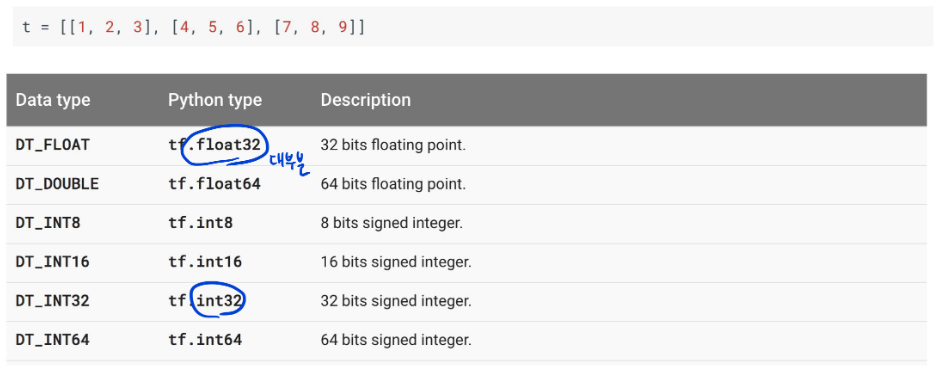 t = [[1, 2, 3], [4, 5, 6], [7, 8, 9]]
Data type Python type Description
DT_FLOAT tf.float32 32 bits floating point.
대부분
DT_DOUBLE tf.float64 64 bits floating point.
DT_INT8 tf.int8 8 bits signed integer.
DT_INT16 tf.int16 16 bits signed integer.
DT_INT32 tf.int32 32 bits signed integer.
DT_INT64 tf.int64 64 bits signed integer.